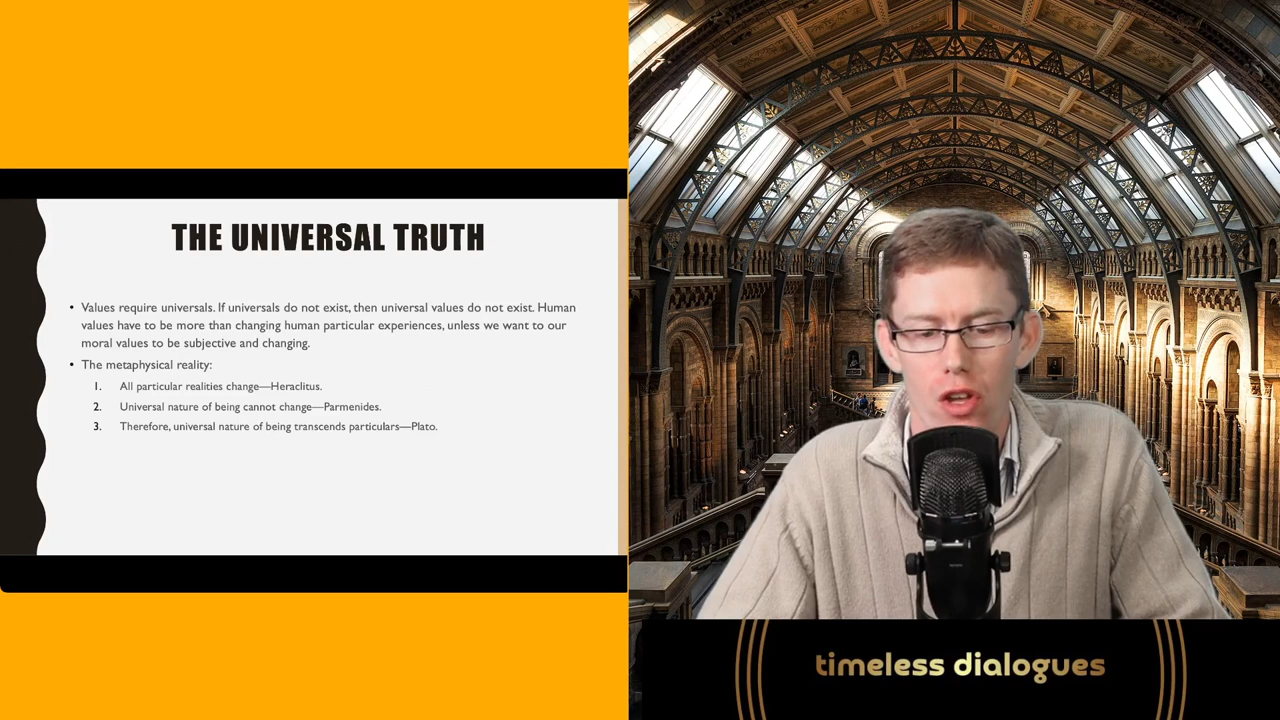 THE UNIVERSAL TRUTH
• Values require universals. If universals do not exist, then universal values do not exist. Human
values have to be more than changing human particular experiences, unless we want to our
moral values to be subjective and changing.
• The metaphysical reality:
1. All particular realities change—Heraclitus.
2. Universal nature of being cannot change—Parmenides.
3. Therefore, universal nature of being transcends particulars—Plato.
timeless dialogues